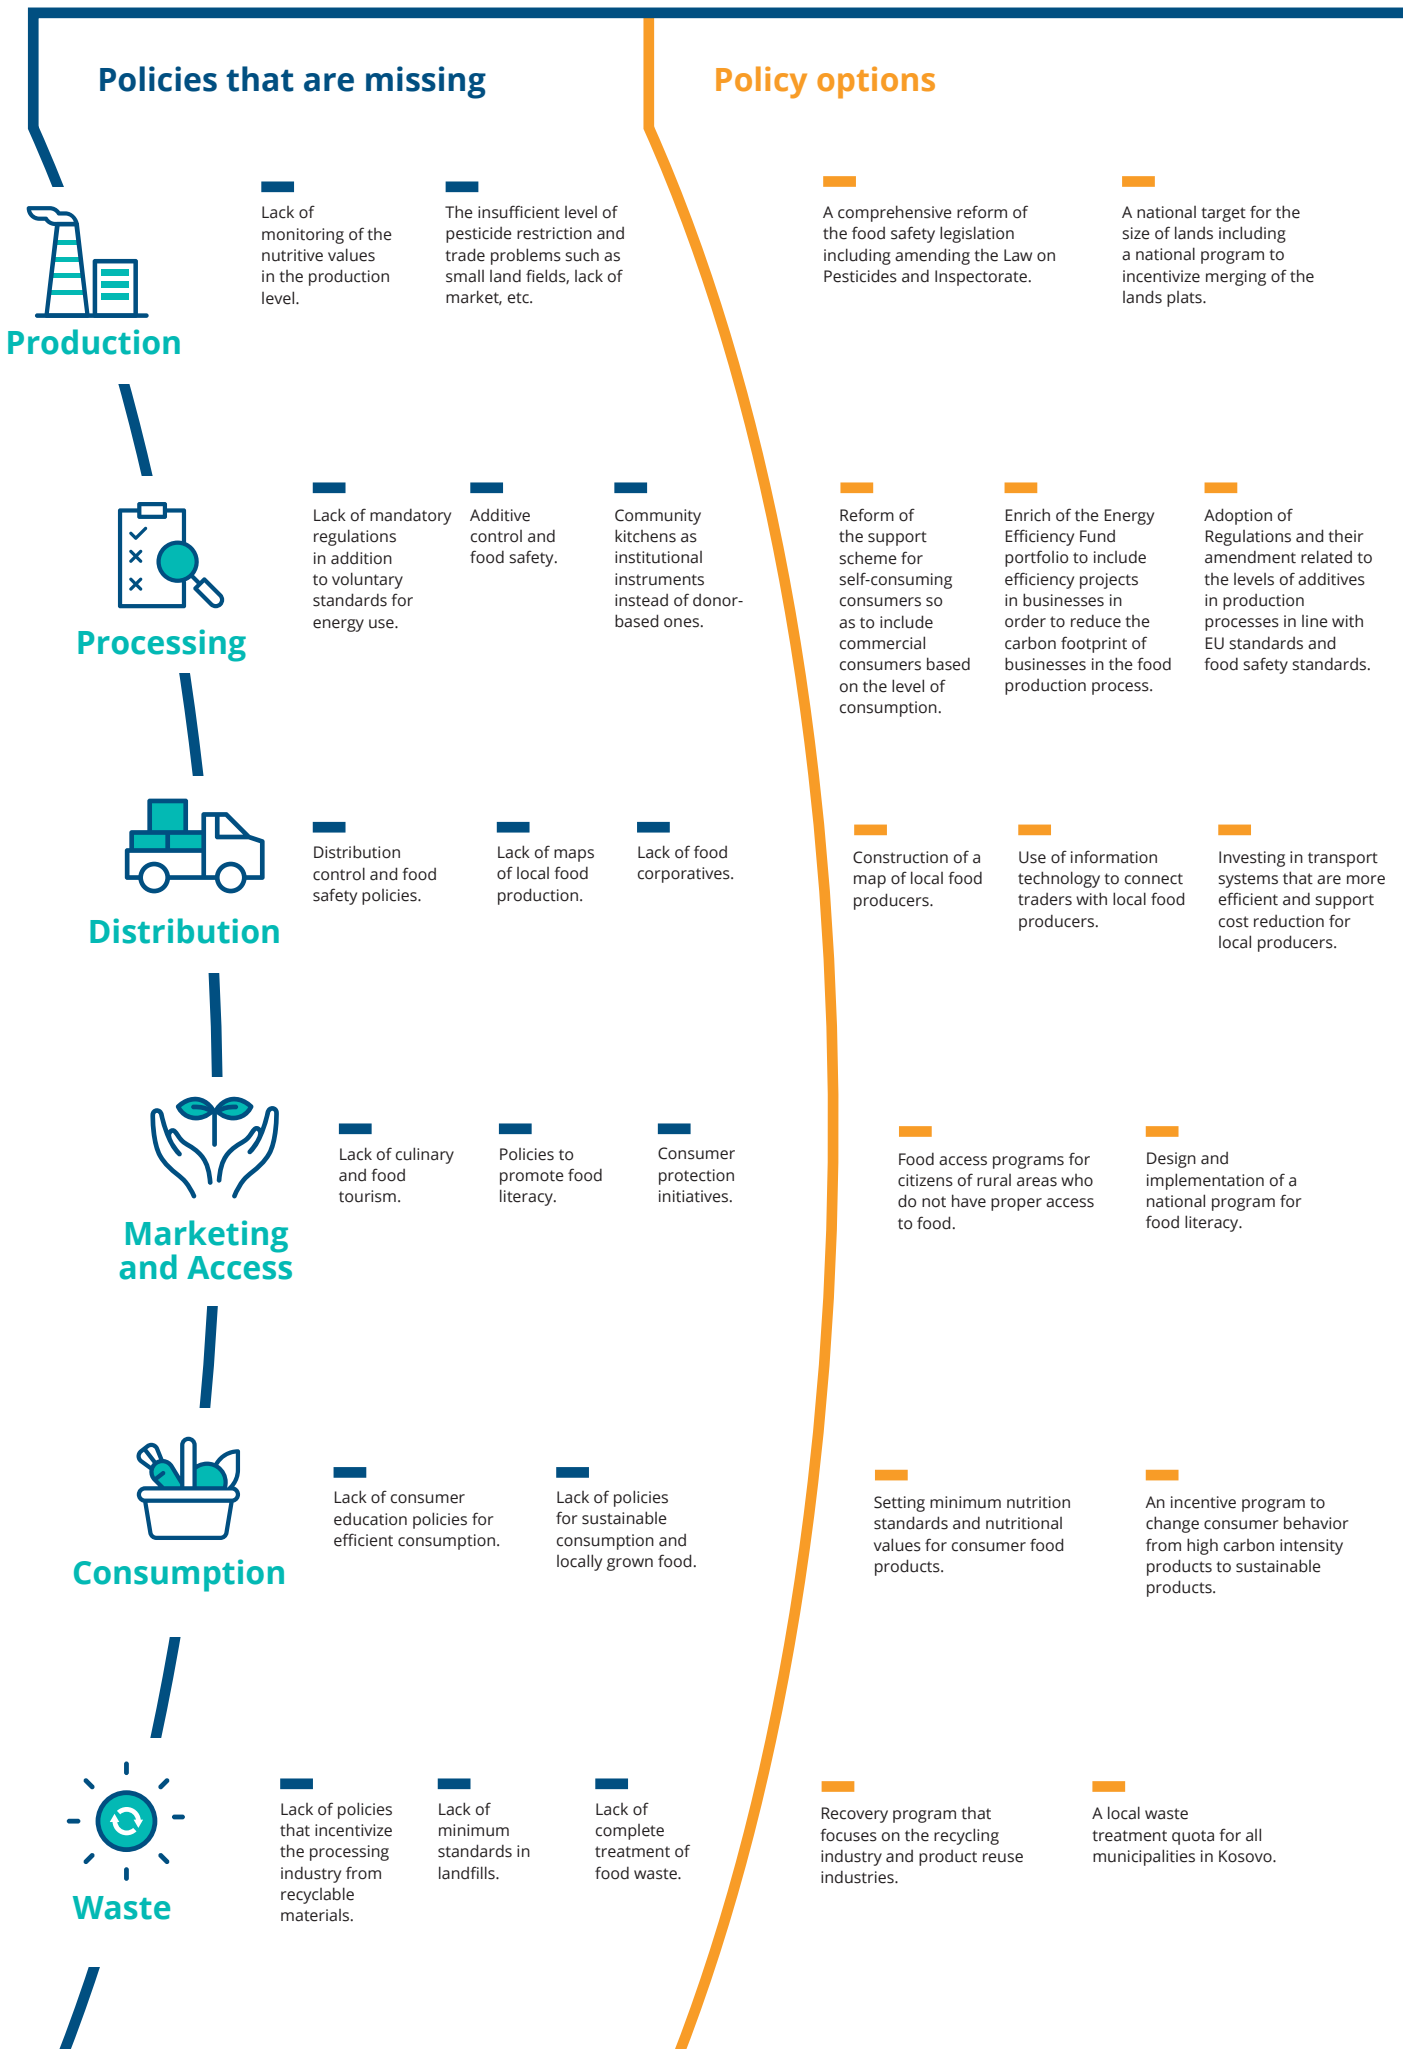 Policies that are missing
Policy options
Production
Lack of
monitoring of the
nutritive values
in the production
level.
The insufficient level of
pesticide restriction and
trade problems such as
small land fields, lack of
market, etc.
A comprehensive reform of
the food safety legislation
including amending the Law on
Pesticides and Inspectorate.
A national target for the
size of lands including
a national program to
incentivize merging of the
lands plats.
Processing
Lack of mandatory
regulations
in addition
to voluntary
standards for
energy use.
Additive
control and
food safety.
Community
kitchens as
institutional
instruments
instead of donor-
based ones.
Reform of
the support
scheme for
self-consuming
consumers so
as to include
commercial
consumers based
on the level of
consumption.
Enrich of the Energy
Efficiency Fund
portfolio to include
efficiency projects
in businesses in
order to reduce the
carbon footprint of
businesses in the food
production process.
Adoption of
Regulations and their
amendment related to
the levels of additives
in production
processes in line with
EU standards and
food safety standards.
Distribution
Distribution
control and food
safety policies.
Lack of maps
of local food
production.
Lack of food
corporatives.
Construction of a
map of local food
producers.
Use of information
technology to connect
traders with local food
producers.
Investing in transport
systems that are more
efficient and support
cost reduction for
local producers.
Marketing
and Access
Lack of culinary
and food
tourism.
Policies to
promote food
literacy.
Consumer
protection
initiatives.
Food access programs for
citizens of rural areas who
do not have proper access
to food.
Design and
implementation of a
national program for
food literacy.
Consumption
Lack of consumer
education policies for
efficient consumption.
Lack of policies
for sustainable
consumption and
locally grown food.
Setting minimum nutrition
standards and nutritional
values for consumer food
products.
An incentive program to
change consumer behavior
from high carbon intensity
products to sustainable
products.
Waste
Lack of policies
that incentivize
the processing
industry from
recyclable
materials.
Lack of
minimum
standards in
landfills.
Lack of
complete
treatment of
food waste.
Recovery program that
focuses on the recycling
industry and product reuse
industries.
A local waste
treatment quota for all
municipalities in Kosovo.